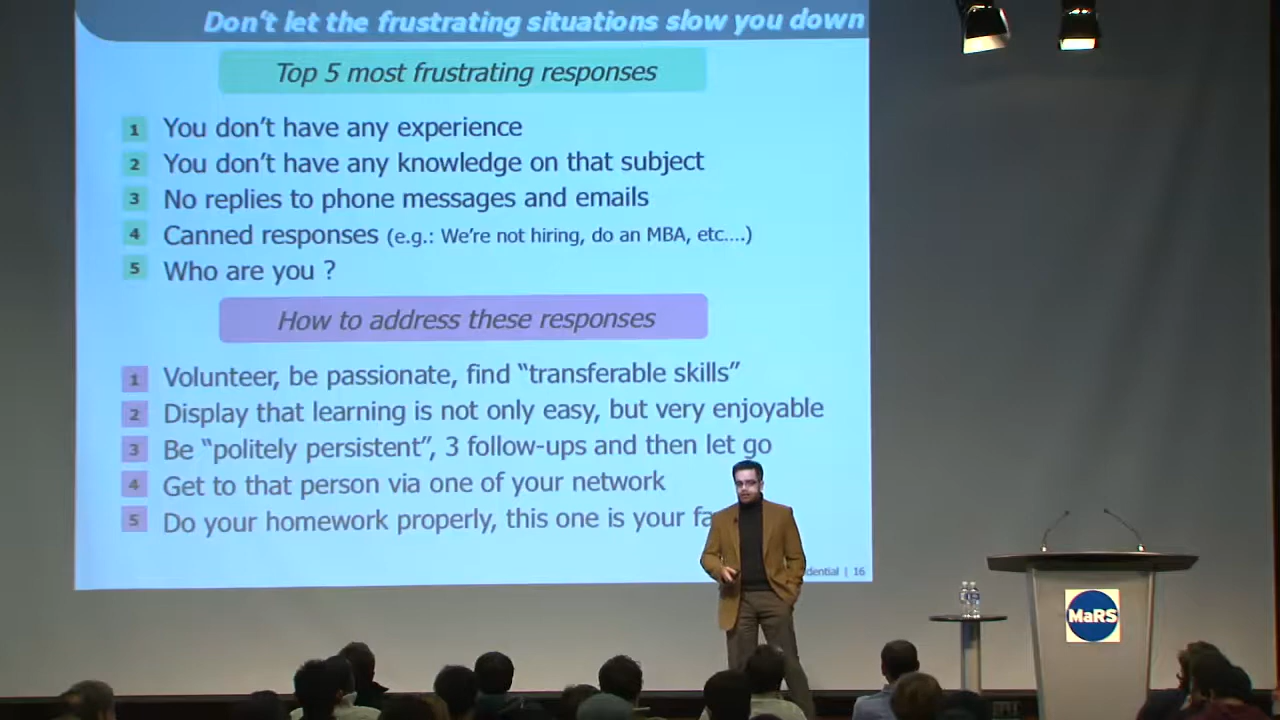 Don't let the frustrating situations slow you down
Top 5 most frustrating responses
1 You don't have any experience
2 You don't have any knowledge on that subject
3 No replies to phone messages and emails
4 Canned responses (e.g.: We're not hiring, do an MBA, etc....)
5 Who are you ?
How to address these responses
1 Volunteer, be passionate, find “transferable skills”
2 Display that learning is not only easy, but very enjoyable
3 Be “politely persistent”, 3 follow-ups and then let go
4 Get to that person via one of your network
5 Do your homework properly, this one is your
| 16
MaRS